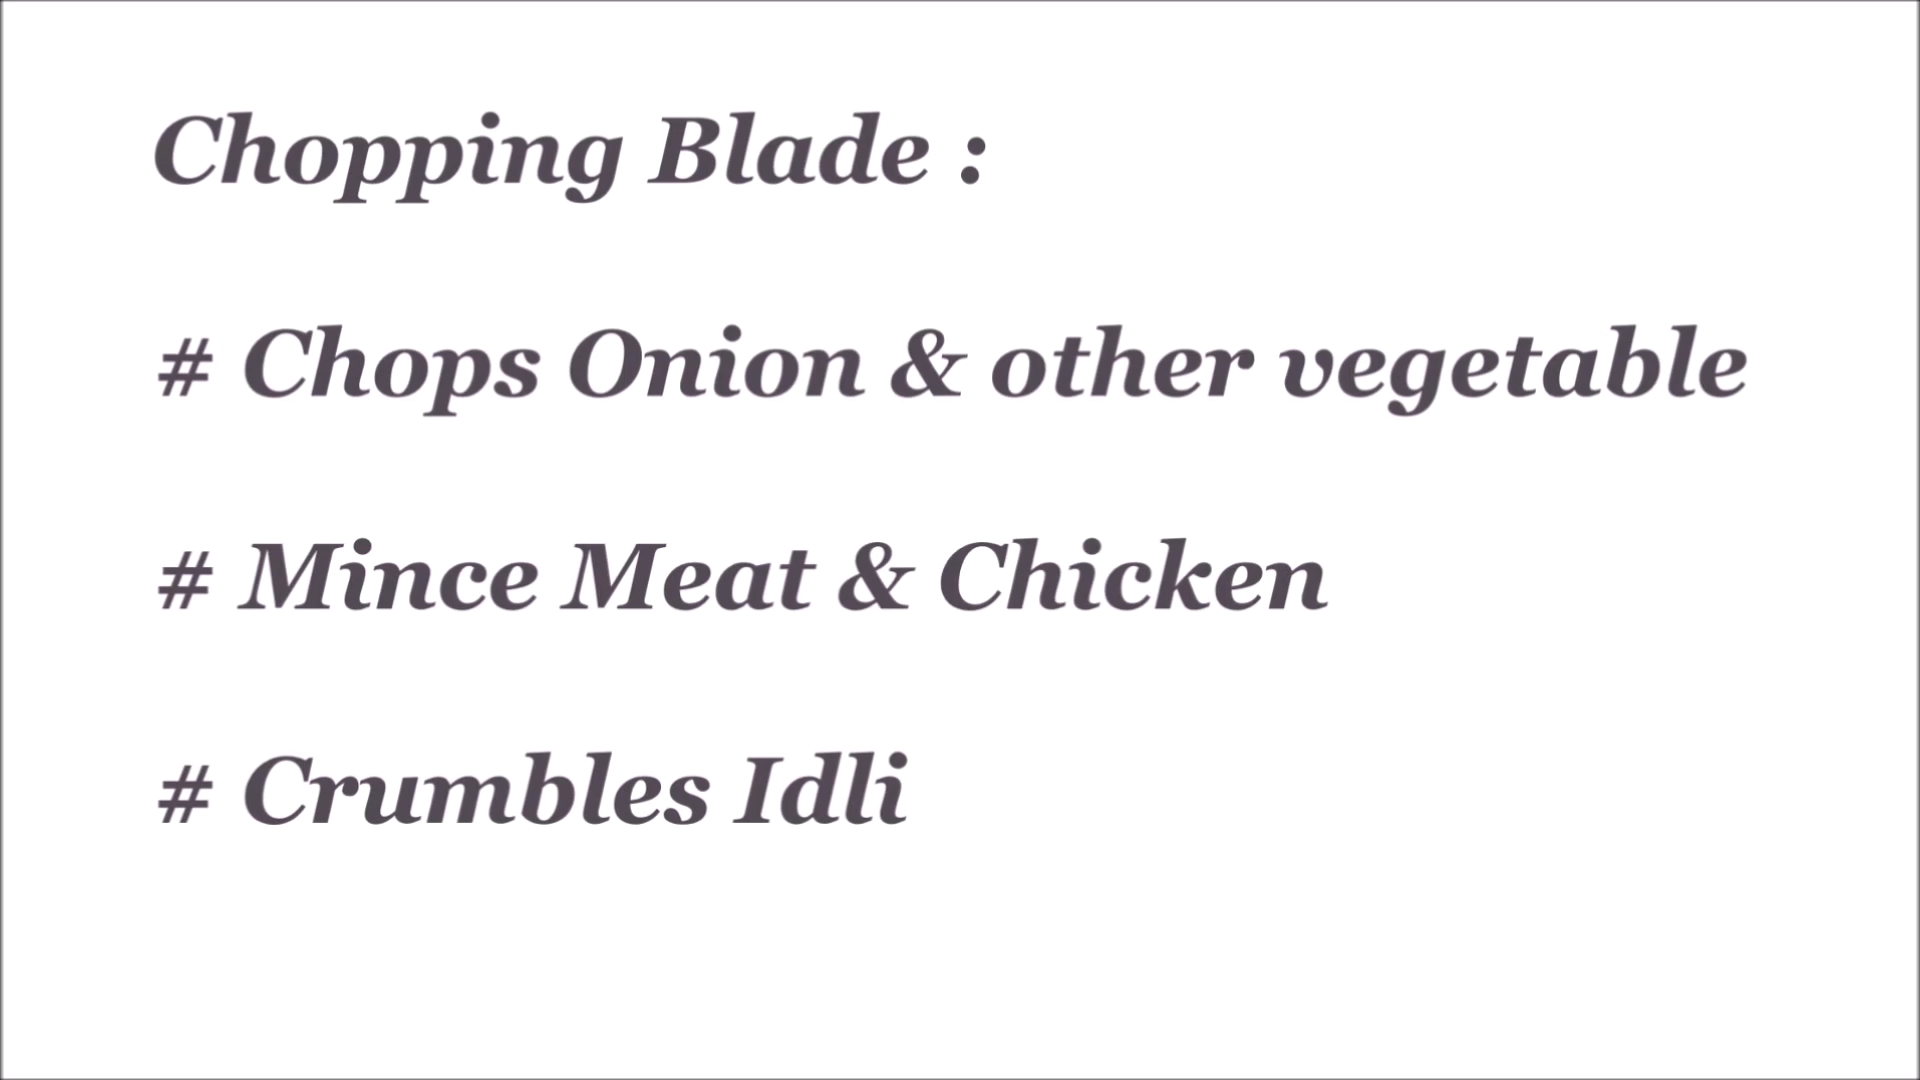 Chopping Blade :
# Chops Onion & other vegetable
# Mince Meat & Chicken
# Crumbles Idli